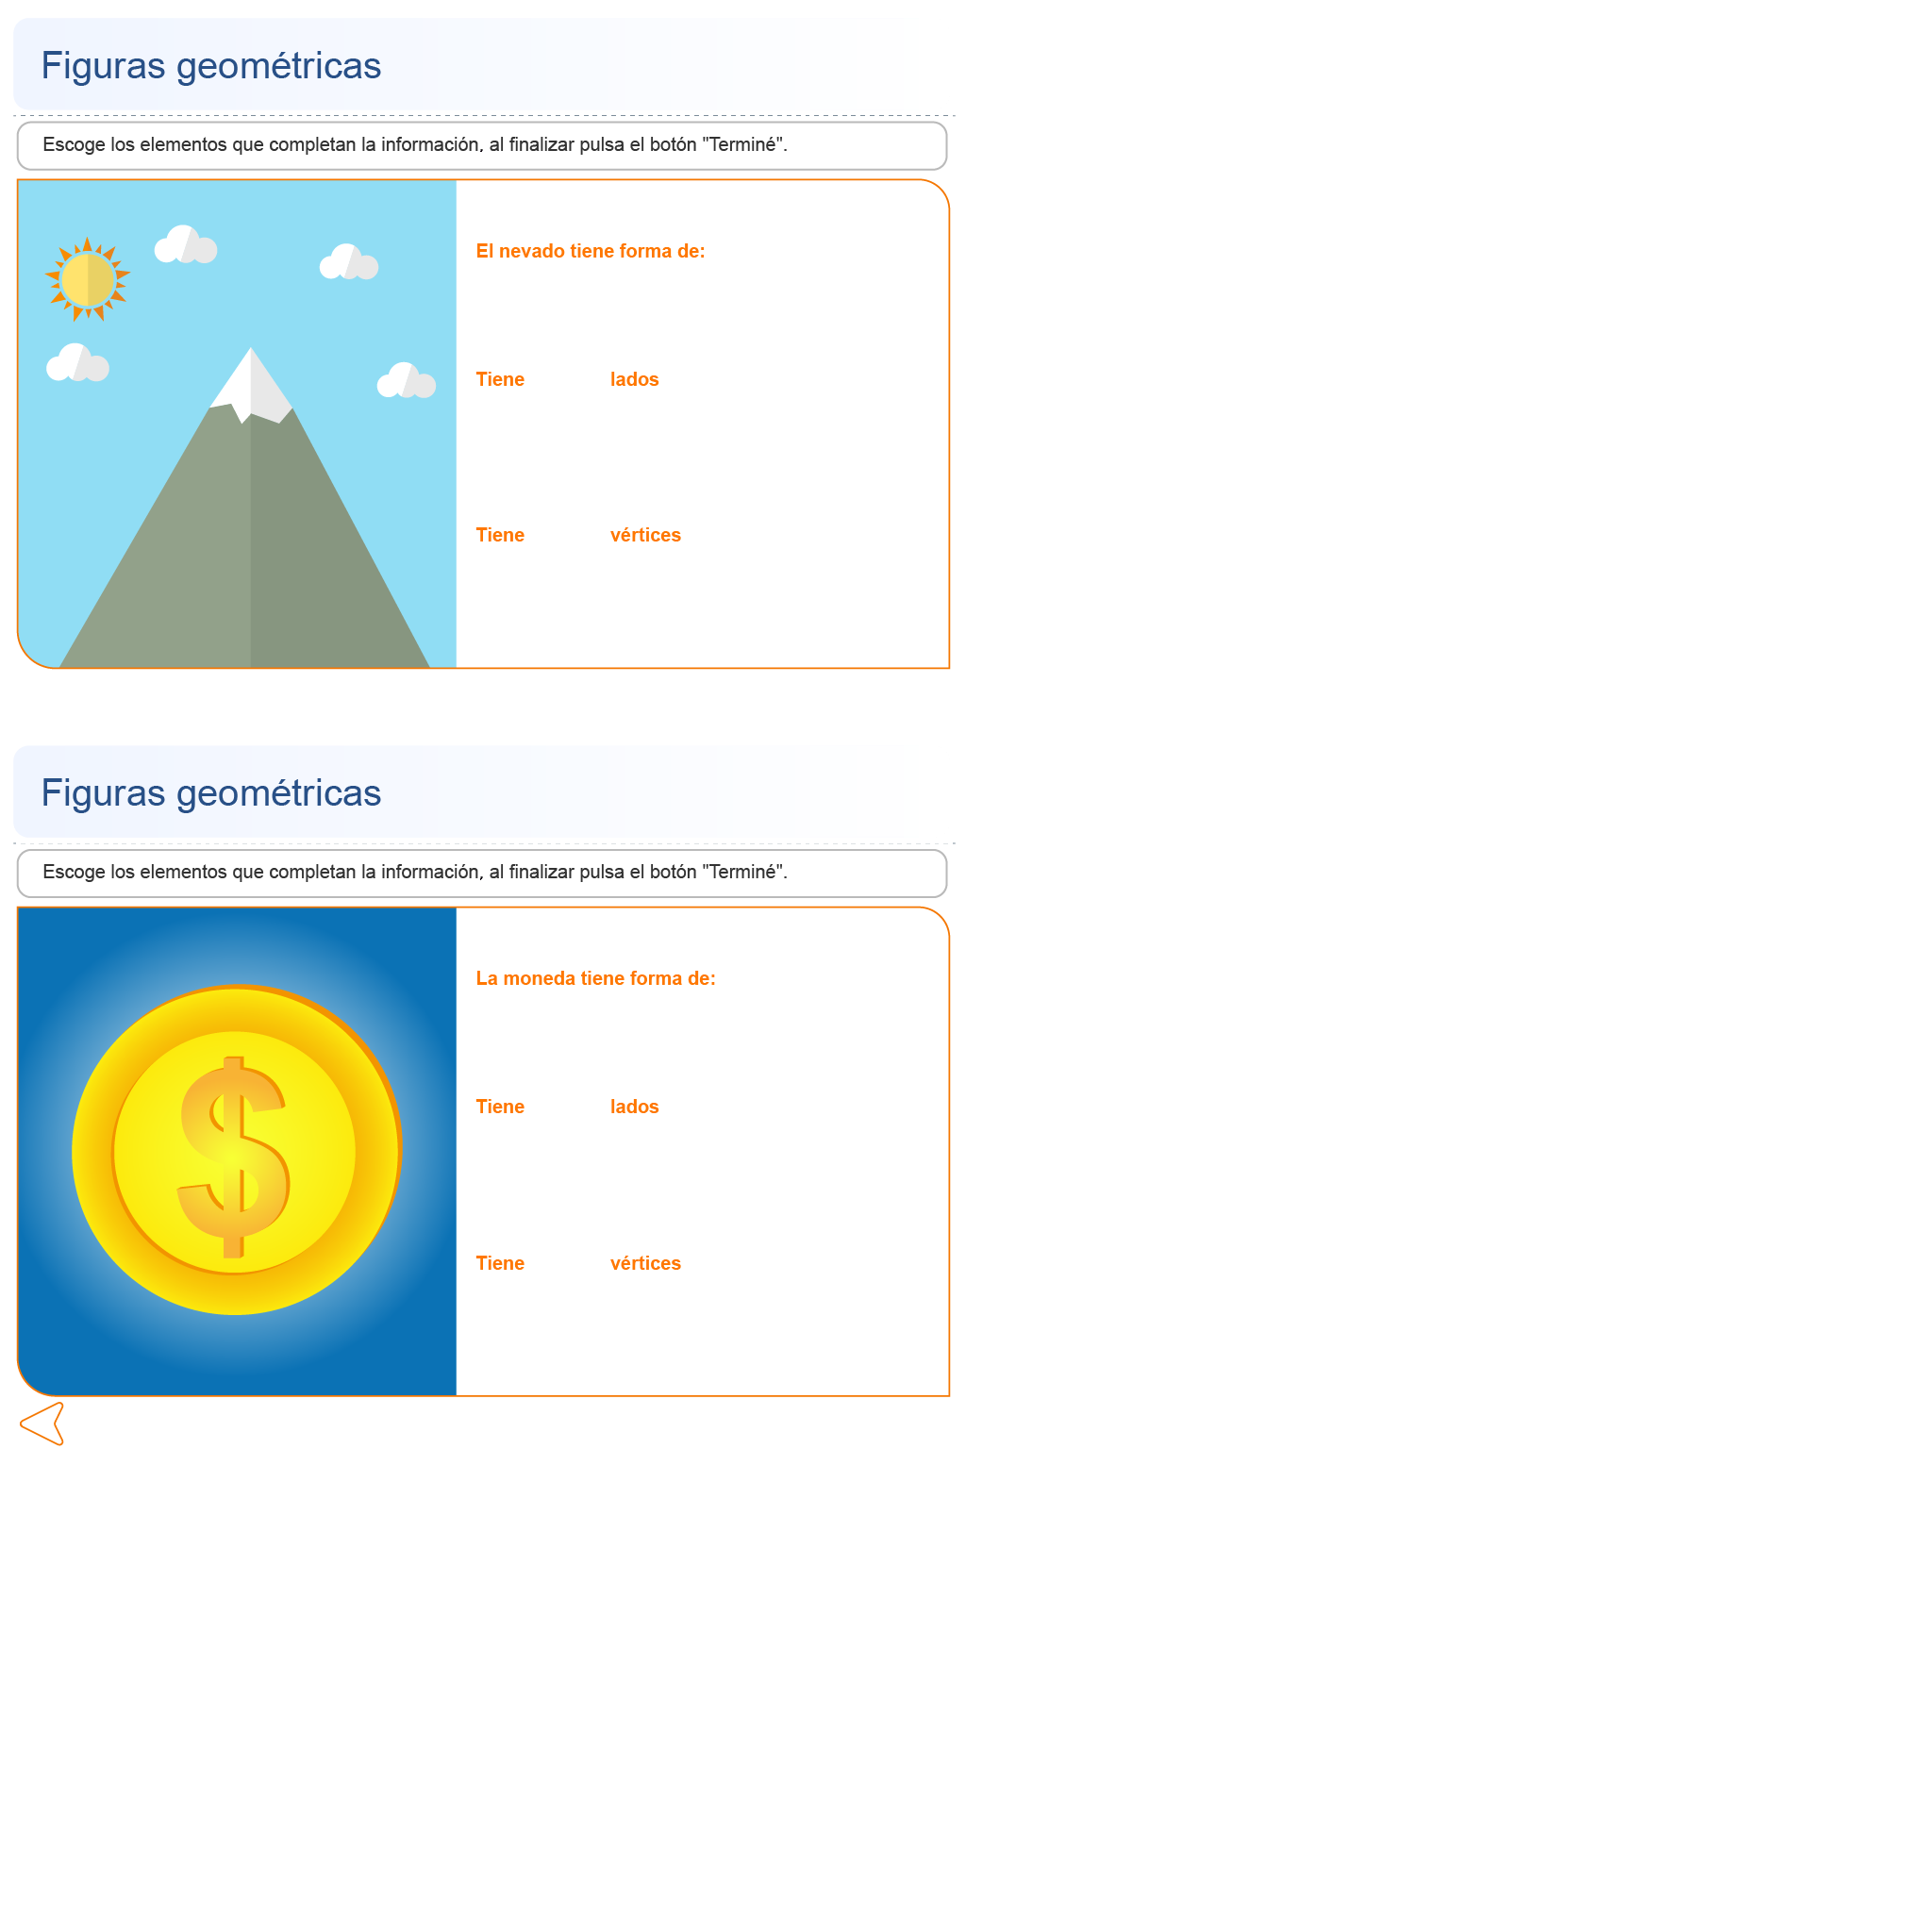 Figuras geométricas
Escoge los elementos que completan la información, al finalizar pulsa el botón "Terminé".
El nevado tiene forma de:
Tiene lados
Tiene vértices
Figuras geométricas
Escoge los elementos que completan la información, al finalizar pulsa el botón "Terminé".
La moneda tiene forma de:
$
Tiene lados
Tiene vértices